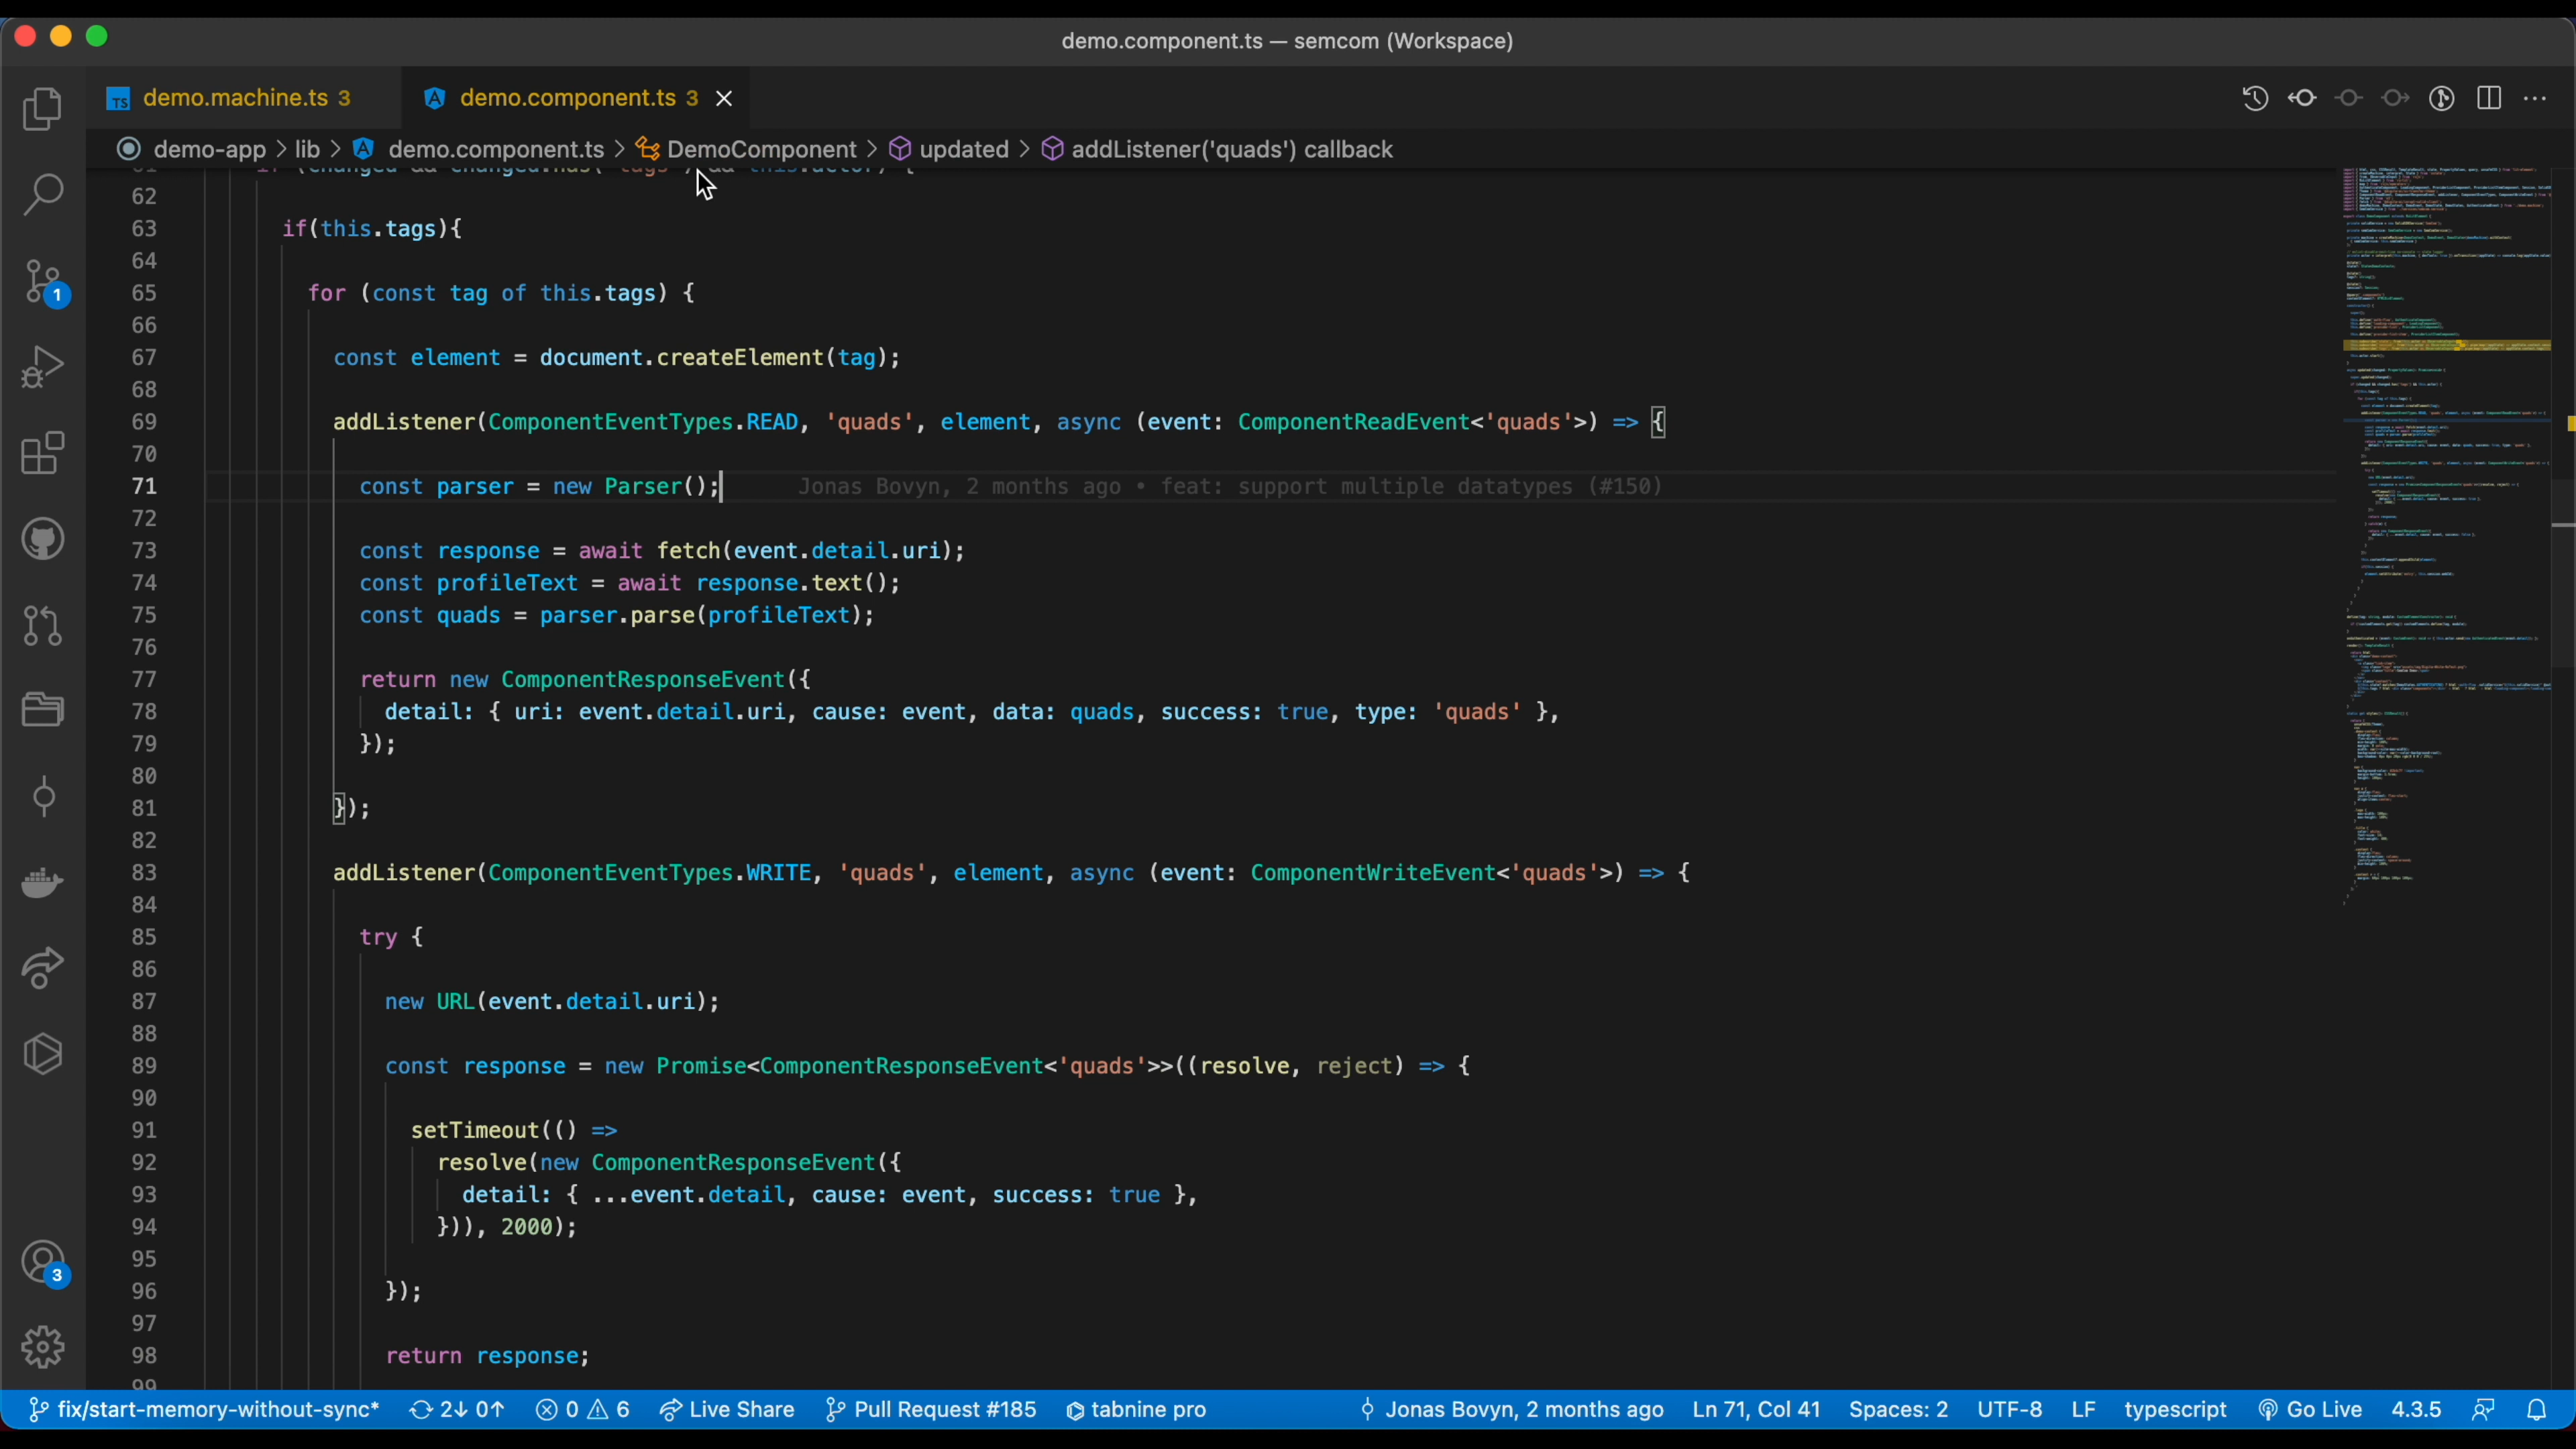 demo.component.ts — semcom (Workspace)
TS demo.machine.ts 3 demo.component.ts 3
demo-app > lib > demo.component.ts > DemoComponent > updated > addListener('quads') callback
62
63 if(this.tags){
64
65 for (const tag of this.tags) {
66
67 const element = document.createElement(tag);
68
69 addListener(ComponentEventTypes.READ, 'quads', element, async (event: ComponentReadEvent<'quads'>) => {
70
71 const parser = new Parser(); Jonas Bovyn, 2 months ago • feat: support multiple datatypes (#150)
72
73 const response = await fetch(event.detail.uri);
74 const profileText = await response.text();
75 const quads = parser.parse(profileText);
76
77 return new ComponentResponseEvent({
78 detail: { uri: event.detail.uri, cause: event, data: quads, success: true, type: 'quads' },
79 });
80
81 });
82
83 addListener(ComponentEventTypes.WRITE, 'quads', element, async (event: ComponentWriteEvent<'quads'>) => {
84
85 try {
86
87 new URL(event.detail.uri);
88
89 const response = new Promise<ComponentResponseEvent<'quads'>>((resolve, reject) => {
90
91 setTimeout(() =>
92 resolve(new ComponentResponseEvent({
93 detail: { ...event.detail, cause: event, success: true },
94 })), 2000);
95
96 });
97
98 return response;
99
1
3
fix/start-memory-without-sync* 2↓ 0↑ 0 6 Live Share Pull Request #185 tabnine pro Jonas Bovyn, 2 months ago Ln 71, Col 41 Spaces: 2 UTF-8 LF typescript Go Live 4.3.5